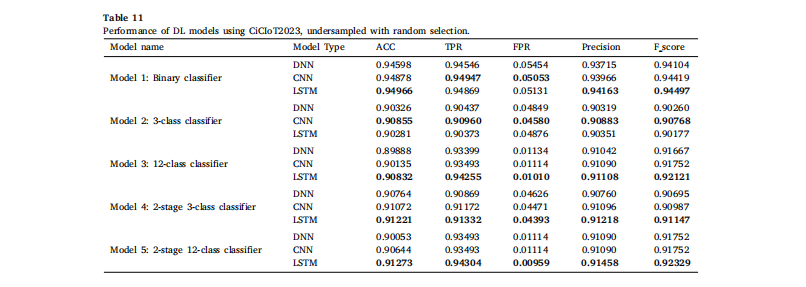 Table 11
Performance of DL models using CiCIoT2023, undersampled with random selection.
Model name Model Type ACC TPR FPR Precision F_score
DNN 0.94598 0.94546 0.05454 0.93715 0.94104
Model 1: Binary classifier CNN 0.94878 0.94947 0.05053 0.93966 0.94419
LSTM 0.94966 0.94869 0.05131 0.94163 0.94497
DNN 0.90326 0.90437 0.04849 0.90319 0.90260
Model 2: 3-class classifier CNN 0.90855 0.90960 0.04580 0.90883 0.90768
LSTM 0.90281 0.90373 0.04876 0.90351 0.90177
DNN 0.89888 0.93399 0.01134 0.91042 0.91667
Model 3: 12-class classifier CNN 0.90135 0.93493 0.01114 0.91090 0.91752
LSTM 0.90832 0.94255 0.01010 0.91108 0.92121
DNN 0.90764 0.90869 0.04626 0.90760 0.90695
Model 4: 2-stage 3-class classifier CNN 0.91072 0.91172 0.04471 0.91096 0.90987
LSTM 0.91221 0.91332 0.04393 0.91218 0.91147
DNN 0.90053 0.93493 0.01114 0.91090 0.91752
Model 5: 2-stage 12-class classifier CNN 0.90644 0.93493 0.01114 0.91090 0.91752
LSTM 0.91273 0.94304 0.00959 0.91458 0.92329